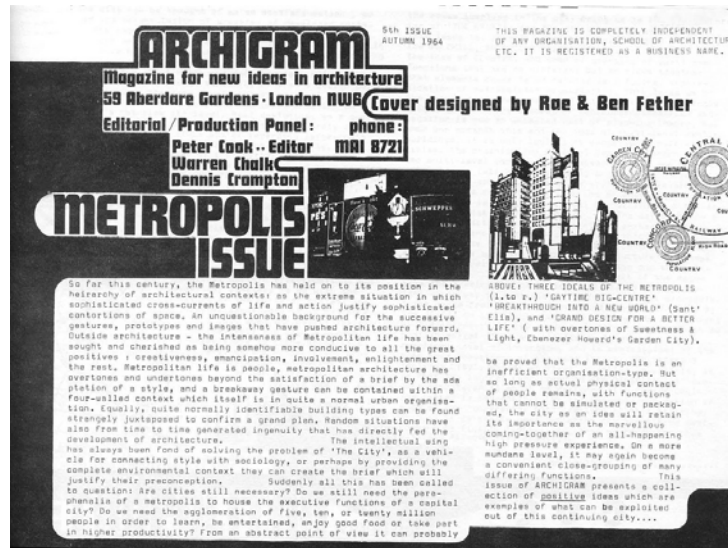 ARCHIGRAM
Magazine for new ideas in architecture
59 Aberdare Gardens·London NW6
Editorial/Production Panel: phone:
Peter Cook·· Editor MAI 8721
Warren Chalk
Dennis Crompton
5th ISSUE
AUTUMN 1964
THIS MAGAZINE IS COMPLETELY INDEPENDENT
OF ANY ORGANISATION, SCHOOL OF ARCHITECTUR
ETC. IT IS REGISTERED AS A BUSINESS NAME.
Cover designed by Rae & Ben Fether
METROPOLIS
ISSUE
SCHWEPPES
COUNTRY
GARDEN
CENTRAL
COUNTRY
COUNTRY
COUNTRY
CONCORD
RAILWAY
HIGH ROAD
COUNTRY
So far this century, the Metropolis has held on to its position in the
heirarchy of architectural contexts: as the extreme situation in which
sophisticated cross-currents of life and action justify sophisticated
contortions of space. An unquestionable background for the successive
gestures, prototypes and images that have pushed architecture forward.
Outside architecture - the intenseness of Metropolitan life has been
sought and cherished as being somehow more conducive to all the great
positives : creativeness, emancipation, involvement, enlightenment and
the rest. Metropolitan life is people, metropolitan architecture has
overtones and undertones beyond the satisfaction of a brief by the ada
ptation of a style, and a breakaway gesture can be contained within a
four-walled context which itself is in quite a normal urban organisa-
tion. Equally, quite normally identifiable building types can be found
strangely juxtaposed to confirm a grand plan. Random situations have
also from time to time generated ingenuity that has directly fed the
development of architecture. The intellectual wing
has always been fond of solving the problem of 'The City', as a vehi-
cle for connecting style with sociology, or perhaps by providing the
complete environmental context they can create the brief which will
justify their preconception. Suddenly all this has been called
to question: Are cities still necessary? Do we still need the para-
phenalia of a metropolis to house the executive functions of a capital
city? Do we need the agglomeration of five, ten, or twenty million
people in order to learn, be entertained, enjoy good food or take part
in higher productivity? From an abstract point of view it can probably
ABOVE: THREE IDEALS OF THE METROPOLIS
(l.to r.) 'GAYTIME BIG-CENTRE'
'BREAKTHROUGH INTO A NEW WORLD' (Sant'
Elia), and 'GRAND DESIGN FOR A BETTER
LIFE' ( with overtones of Sweetness &
Light, Ebenezer Howard's Garden City).
be proved that the Metropolis is an
inefficient organisation-type. But
as long as actual physical contact
of people remains, with functions
that cannot be simulated or packag-
ed, the city as an idea will retain
its importance as the marvellous
coming-together of an all-happening
high pressure experience. On a more
mundane level, it may again become
a convenient close-grouping of many
differing functions. This
issue of ARCHIGRAM presents a coll-
ection of positive ideas which are
examples of what can be exploited
out of this continuing city....